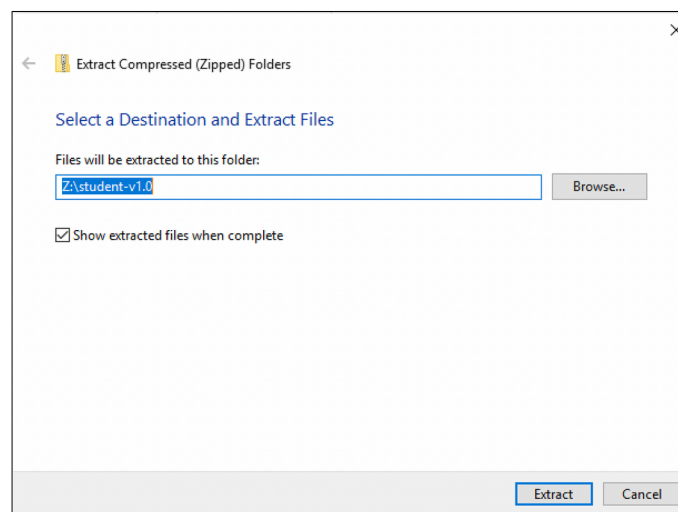 Extract Compressed (Zipped) Folders
Select a Destination and Extract Files
Files will be extracted to this folder:
Z:\student-v1.0
Browse...
Show extracted files when complete
Extract
Cancel